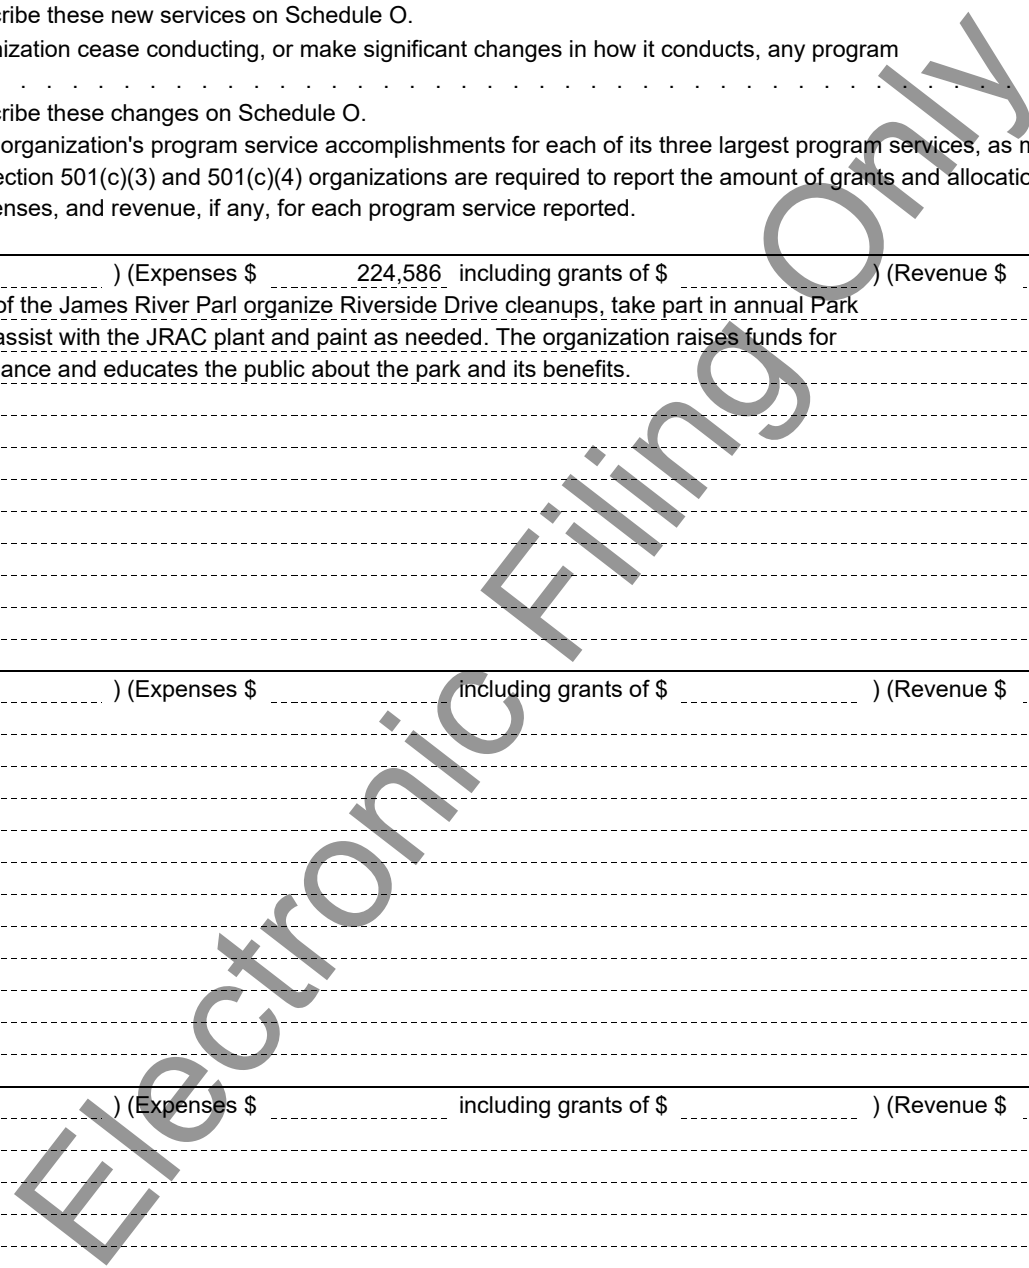 cribe these new services on Schedule O.
nization cease conducting, or make significant changes in how it conducts, any program
. . . . . . . . . . . . . . . . . . . . . . . . . . . . . . . . . . . . . . .
cribe these changes on Schedule O.
organization's program service accomplishments for each of its three largest program services, as m
ection 501(c)(3) and 501(c)(4) organizations are required to report the amount of grants and allocatio
enses, and revenue, if any, for each program service reported.
) (Expenses $ 224,586 including grants of $ ) (Revenue $
of the James River Parl organize Riverside Drive cleanups, take part in annual Park
assist with the JRAC plant and paint as needed. The organization raises funds for
ance and educates the public about the park and its benefits.
) (Expenses $ including grants of $ ) (Revenue $
) (Expenses $ including grants of $ ) (Revenue $
Electronic Filing Only